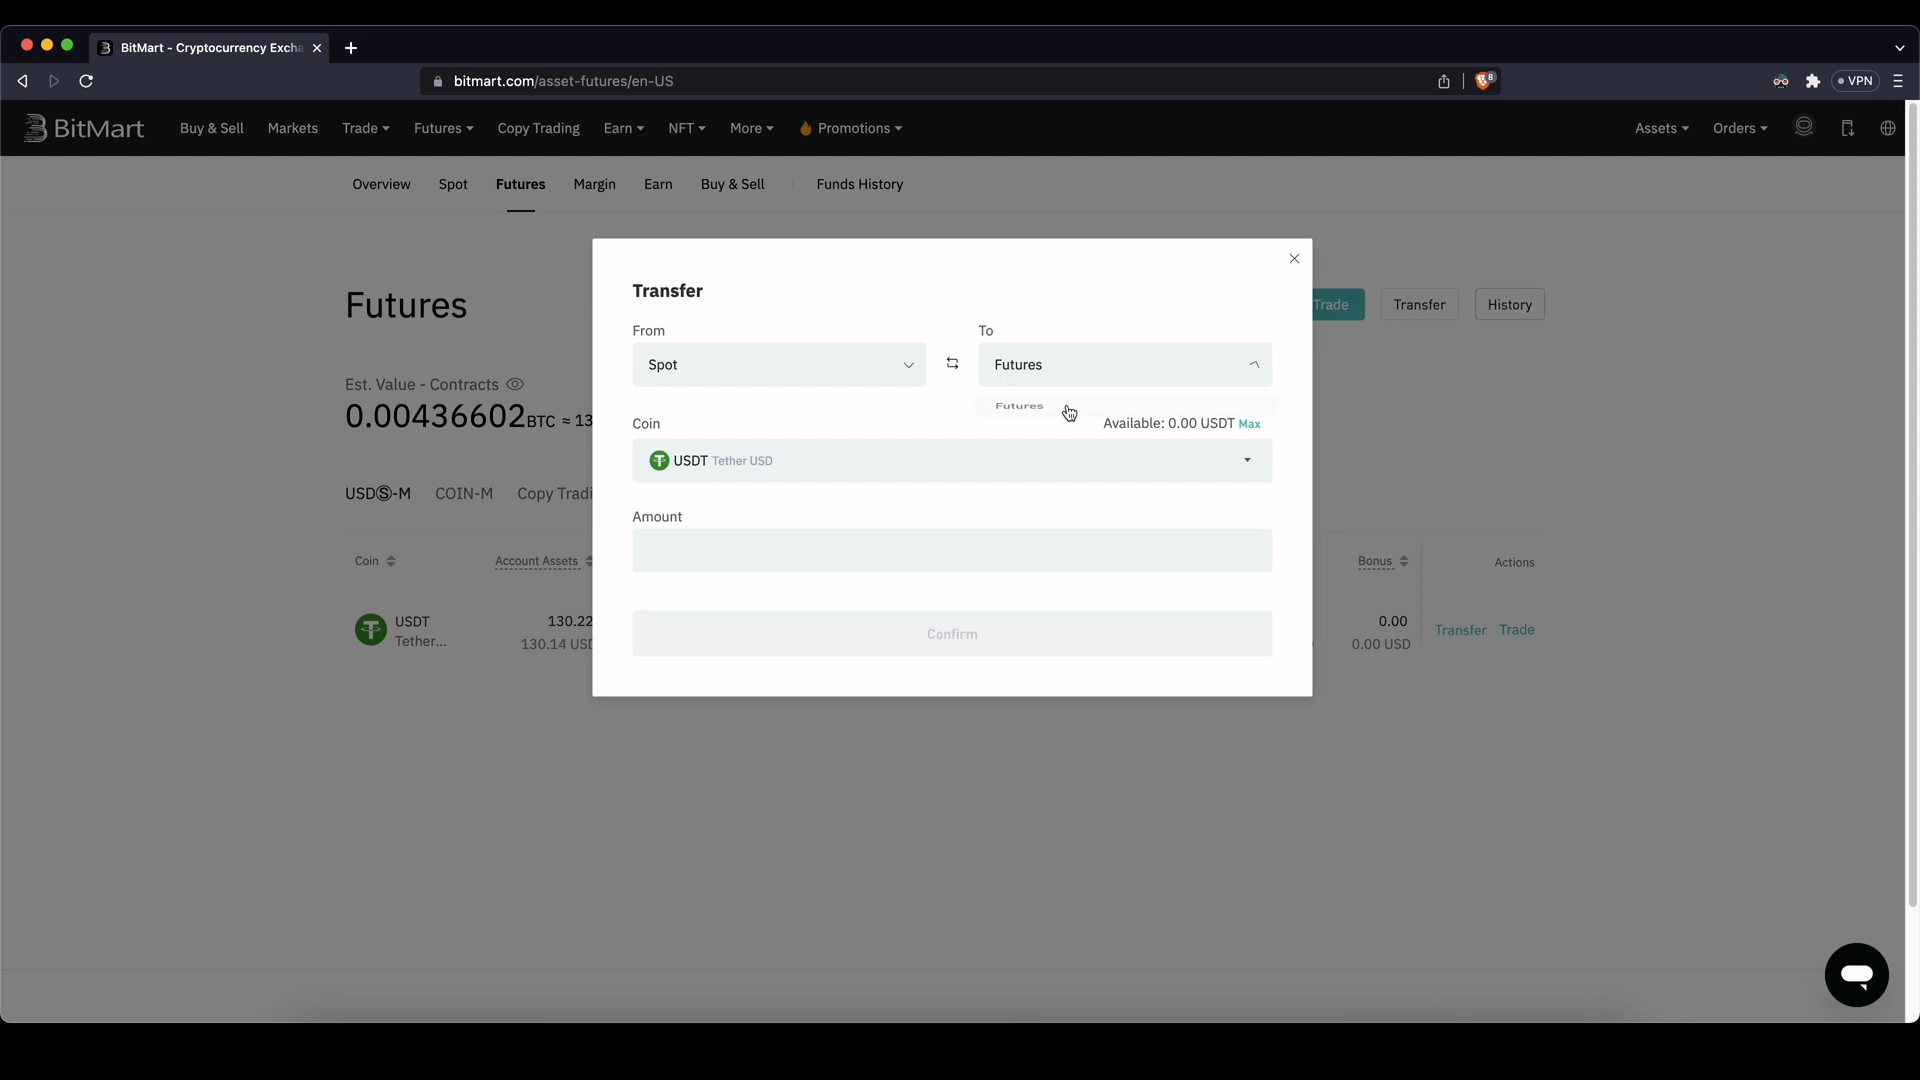 BitMart - Cryptocurrency Excha
bitmart.com/asset-futures/en-US
8
VPN
BitMart
Buy & Sell
Markets
Trade
Futures
Copy Trading
Earn
NFT
More
Promotions
Assets
Orders
Overview
Spot
Futures
Margin
Earn
Buy & Sell
Funds History
Futures
Trade
Transfer
History
Est. Value - Contracts
0.00436602 BTC ≈ 13
USDⓈ-M
COIN-M
Copy Tradi
Coin
Account Assets
Bonus
Actions
USDT
Tether...
130.22
130.14 USD
0.00
0.00 USD
Transfer
Trade
Transfer
From
To
Spot
Futures
Futures
Coin
Available: 0.00 USDT Max
USDT Tether USD
Amount
Confirm